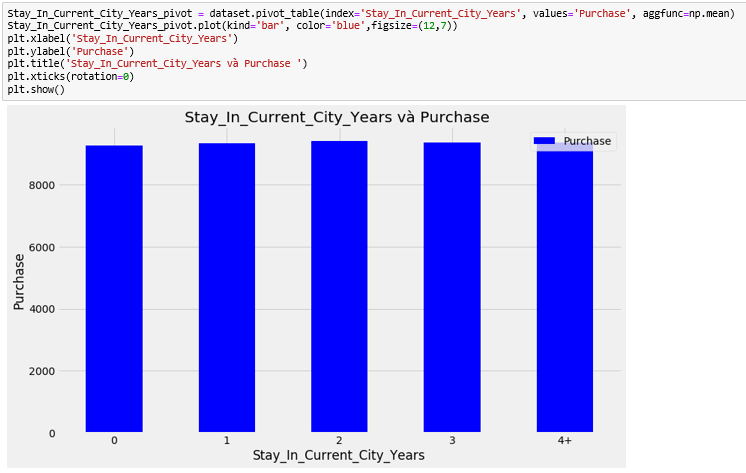 Stay_In_Current_City_Years_pivot = dataset.pivot_table(index='Stay_In_Current_City_Years', values='Purchase', aggfunc=np.mean)
Stay_In_Current_City_Years_pivot.plot(kind='bar', color='blue',figsize=(12,7))
plt.xlabel('Stay_In_Current_City_Years')
plt.ylabel('Purchase')
plt.title('Stay_In_Current_City_Years và Purchase ')
plt.xticks(rotation=0)
plt.show()
Stay_In_Current_City_Years và Purchase
Purchase
8000
6000
4000
2000
0
Purchase
0 1 2 3 4+
Stay_In_Current_City_Years